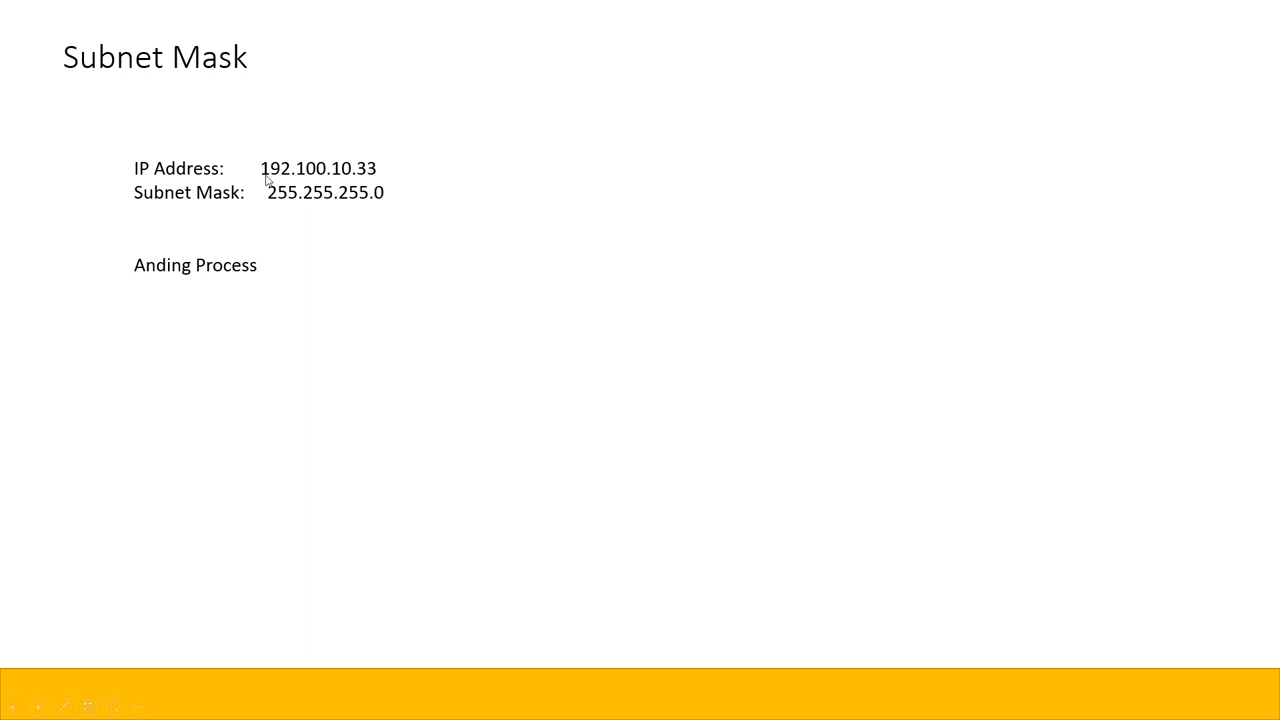 Subnet Mask
IP Address: 192.100.10.33
Subnet Mask: 255.255.255.0
Anding Process